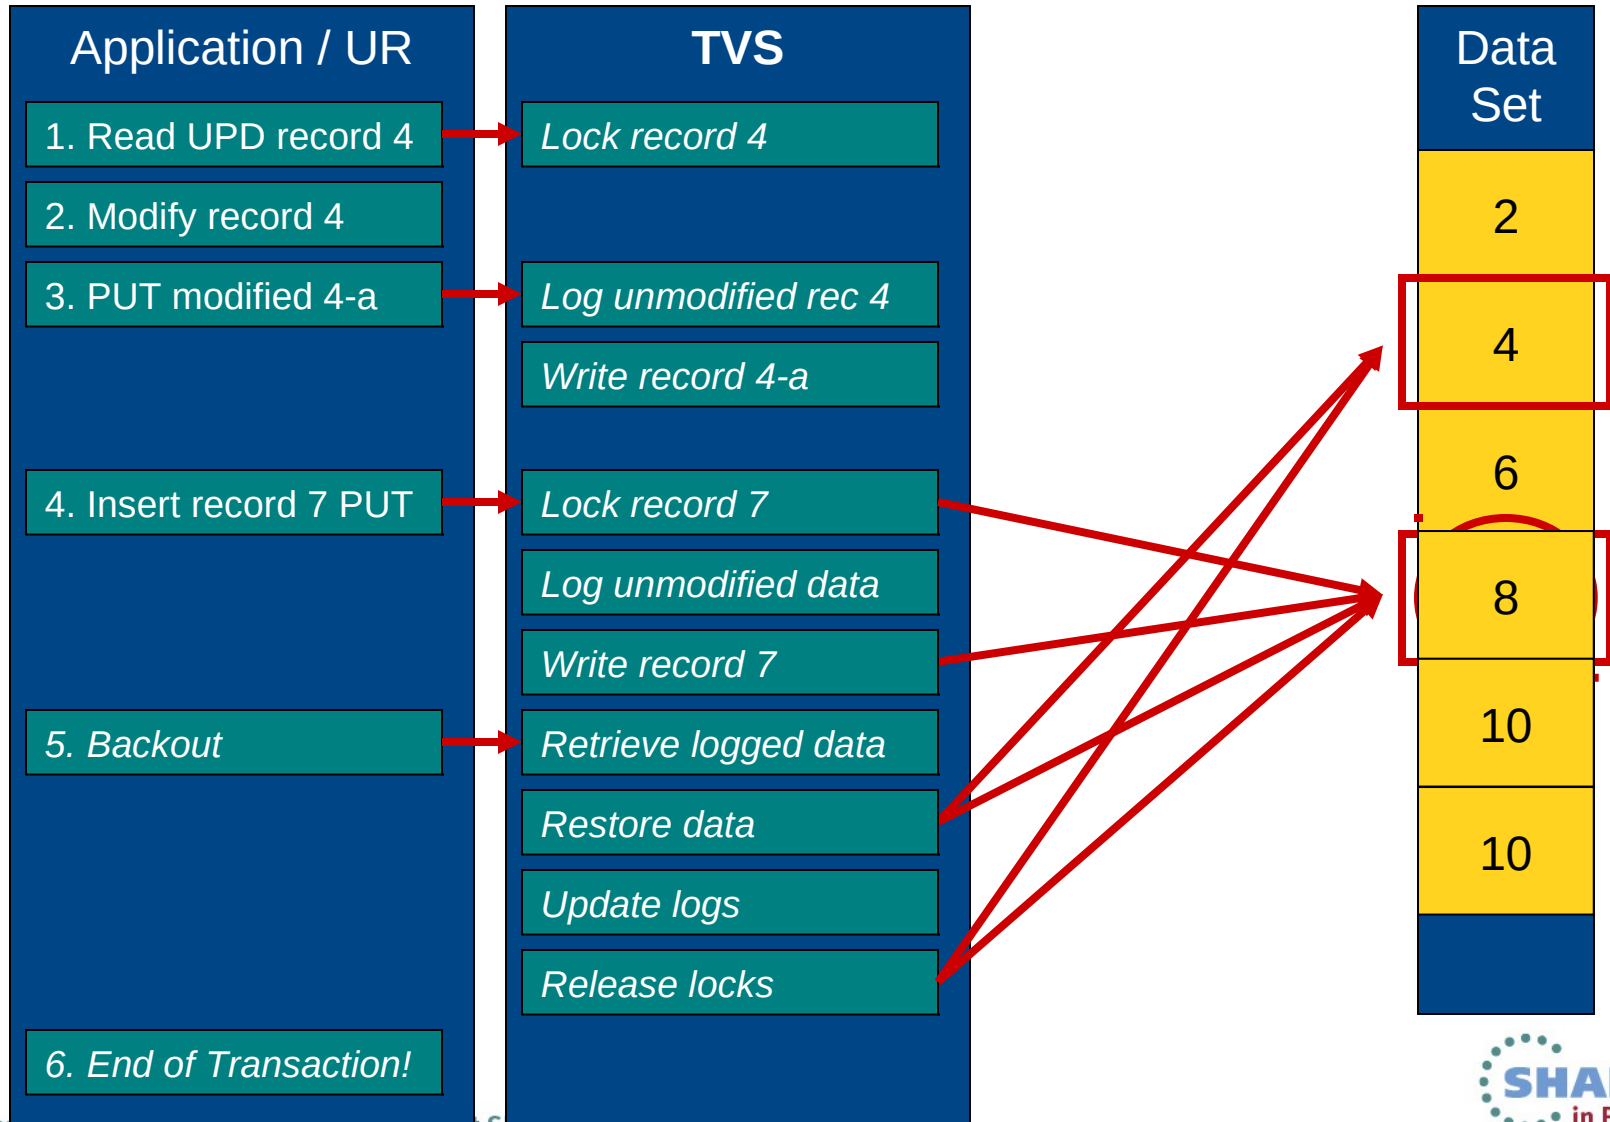 Application / UR
TVS
Data
Set
1. Read UPD record 4
Lock record 4
2. Modify record 4
2
3. PUT modified 4-a
Log unmodified rec 4
4
Write record 4-a
6
4. Insert record 7 PUT
Lock record 7
Log unmodified data
8
Write record 7
5. Backout
Retrieve logged data
10
Restore data
10
Update logs
Release locks
6. End of Transaction!